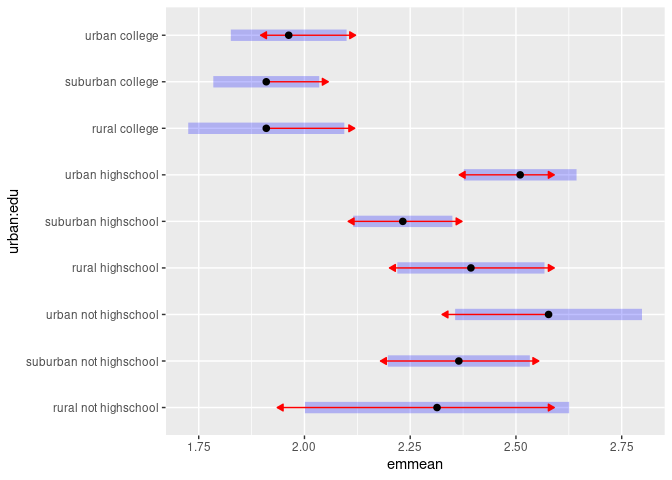 urban college
suburban college
rural college
urban highschool
suburban highschool
rural highschool
urban not highschool
suburban not highschool
rural not highschool
urban:edu
1.75 2.00 2.25 2.50 2.75
emmean